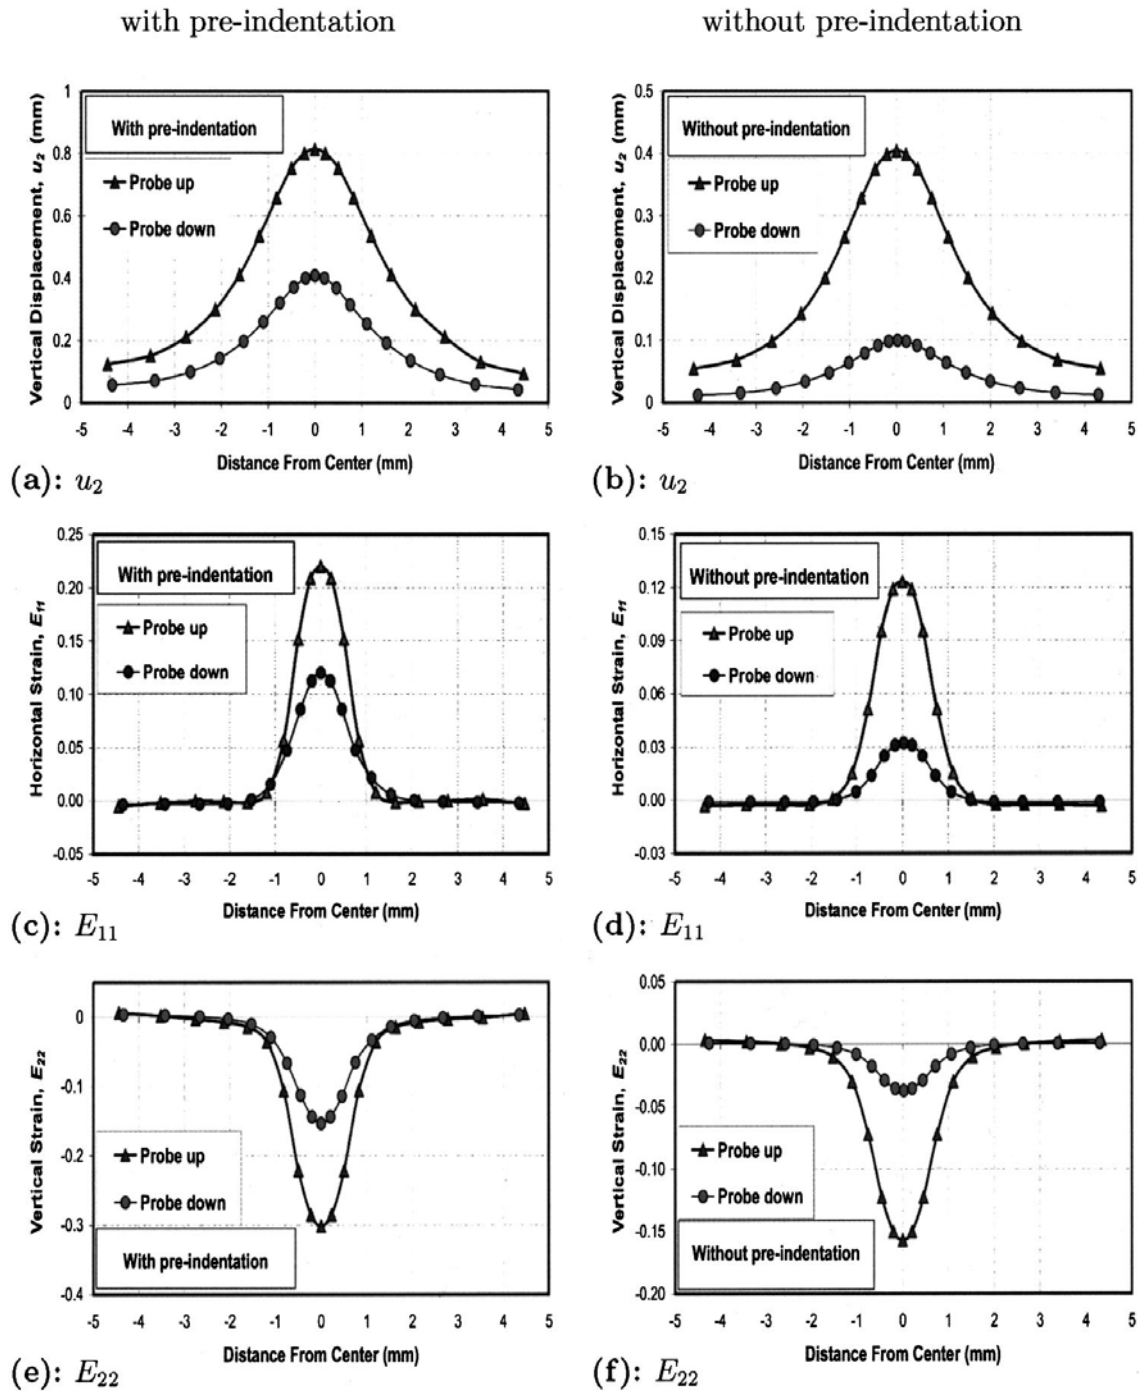 with pre-indentation
without pre-indentation
1
0.8
0.6
0.4
0.2
0
Vertical Displacement, u2 (mm)
With pre-indentation
Probe up
Probe down
-5 -4 -3 -2 -1 0 1 2 3 4 5
Distance From Center (mm)
(a): u2
0.5
0.4
0.3
0.2
0.1
0
Vertical Displacement, u2 (mm)
Without pre-indentation
Probe up
Probe down
-5 -4 -3 -2 -1 0 1 2 3 4 5
Distance From Center (mm)
(b): u2
0.25
0.20
0.15
0.10
0.05
0.00
-0.05
Horizontal Strain, E11
With pre-indentation
Probe up
Probe down
-5 -4 -3 -2 -1 0 1 2 3 4 5
Distance From Center (mm)
(c): E11
0.15
0.12
0.09
0.06
0.03
0.00
-0.03
Horizontal Strain, E11
Without pre-indentation
Probe up
Probe down
-5 -4 -3 -2 -1 0 1 2 3 4 5
Distance From Center (mm)
(d): E11
0
-0.1
-0.2
-0.3
-0.4
Vertical Strain, E22
Probe up
Probe down
With pre-indentation
-5 -4 -3 -2 -1 0 1 2 3 4 5
Distance From Center (mm)
(e): E22
0.05
0.00
-0.05
-0.10
-0.15
-0.20
Vertical Strain, E22
Probe up
Probe down
Without pre-indentation
-5 -4 -3 -2 -1 0 1 2 3 4 5
Distance From Center (mm)
(f): E22